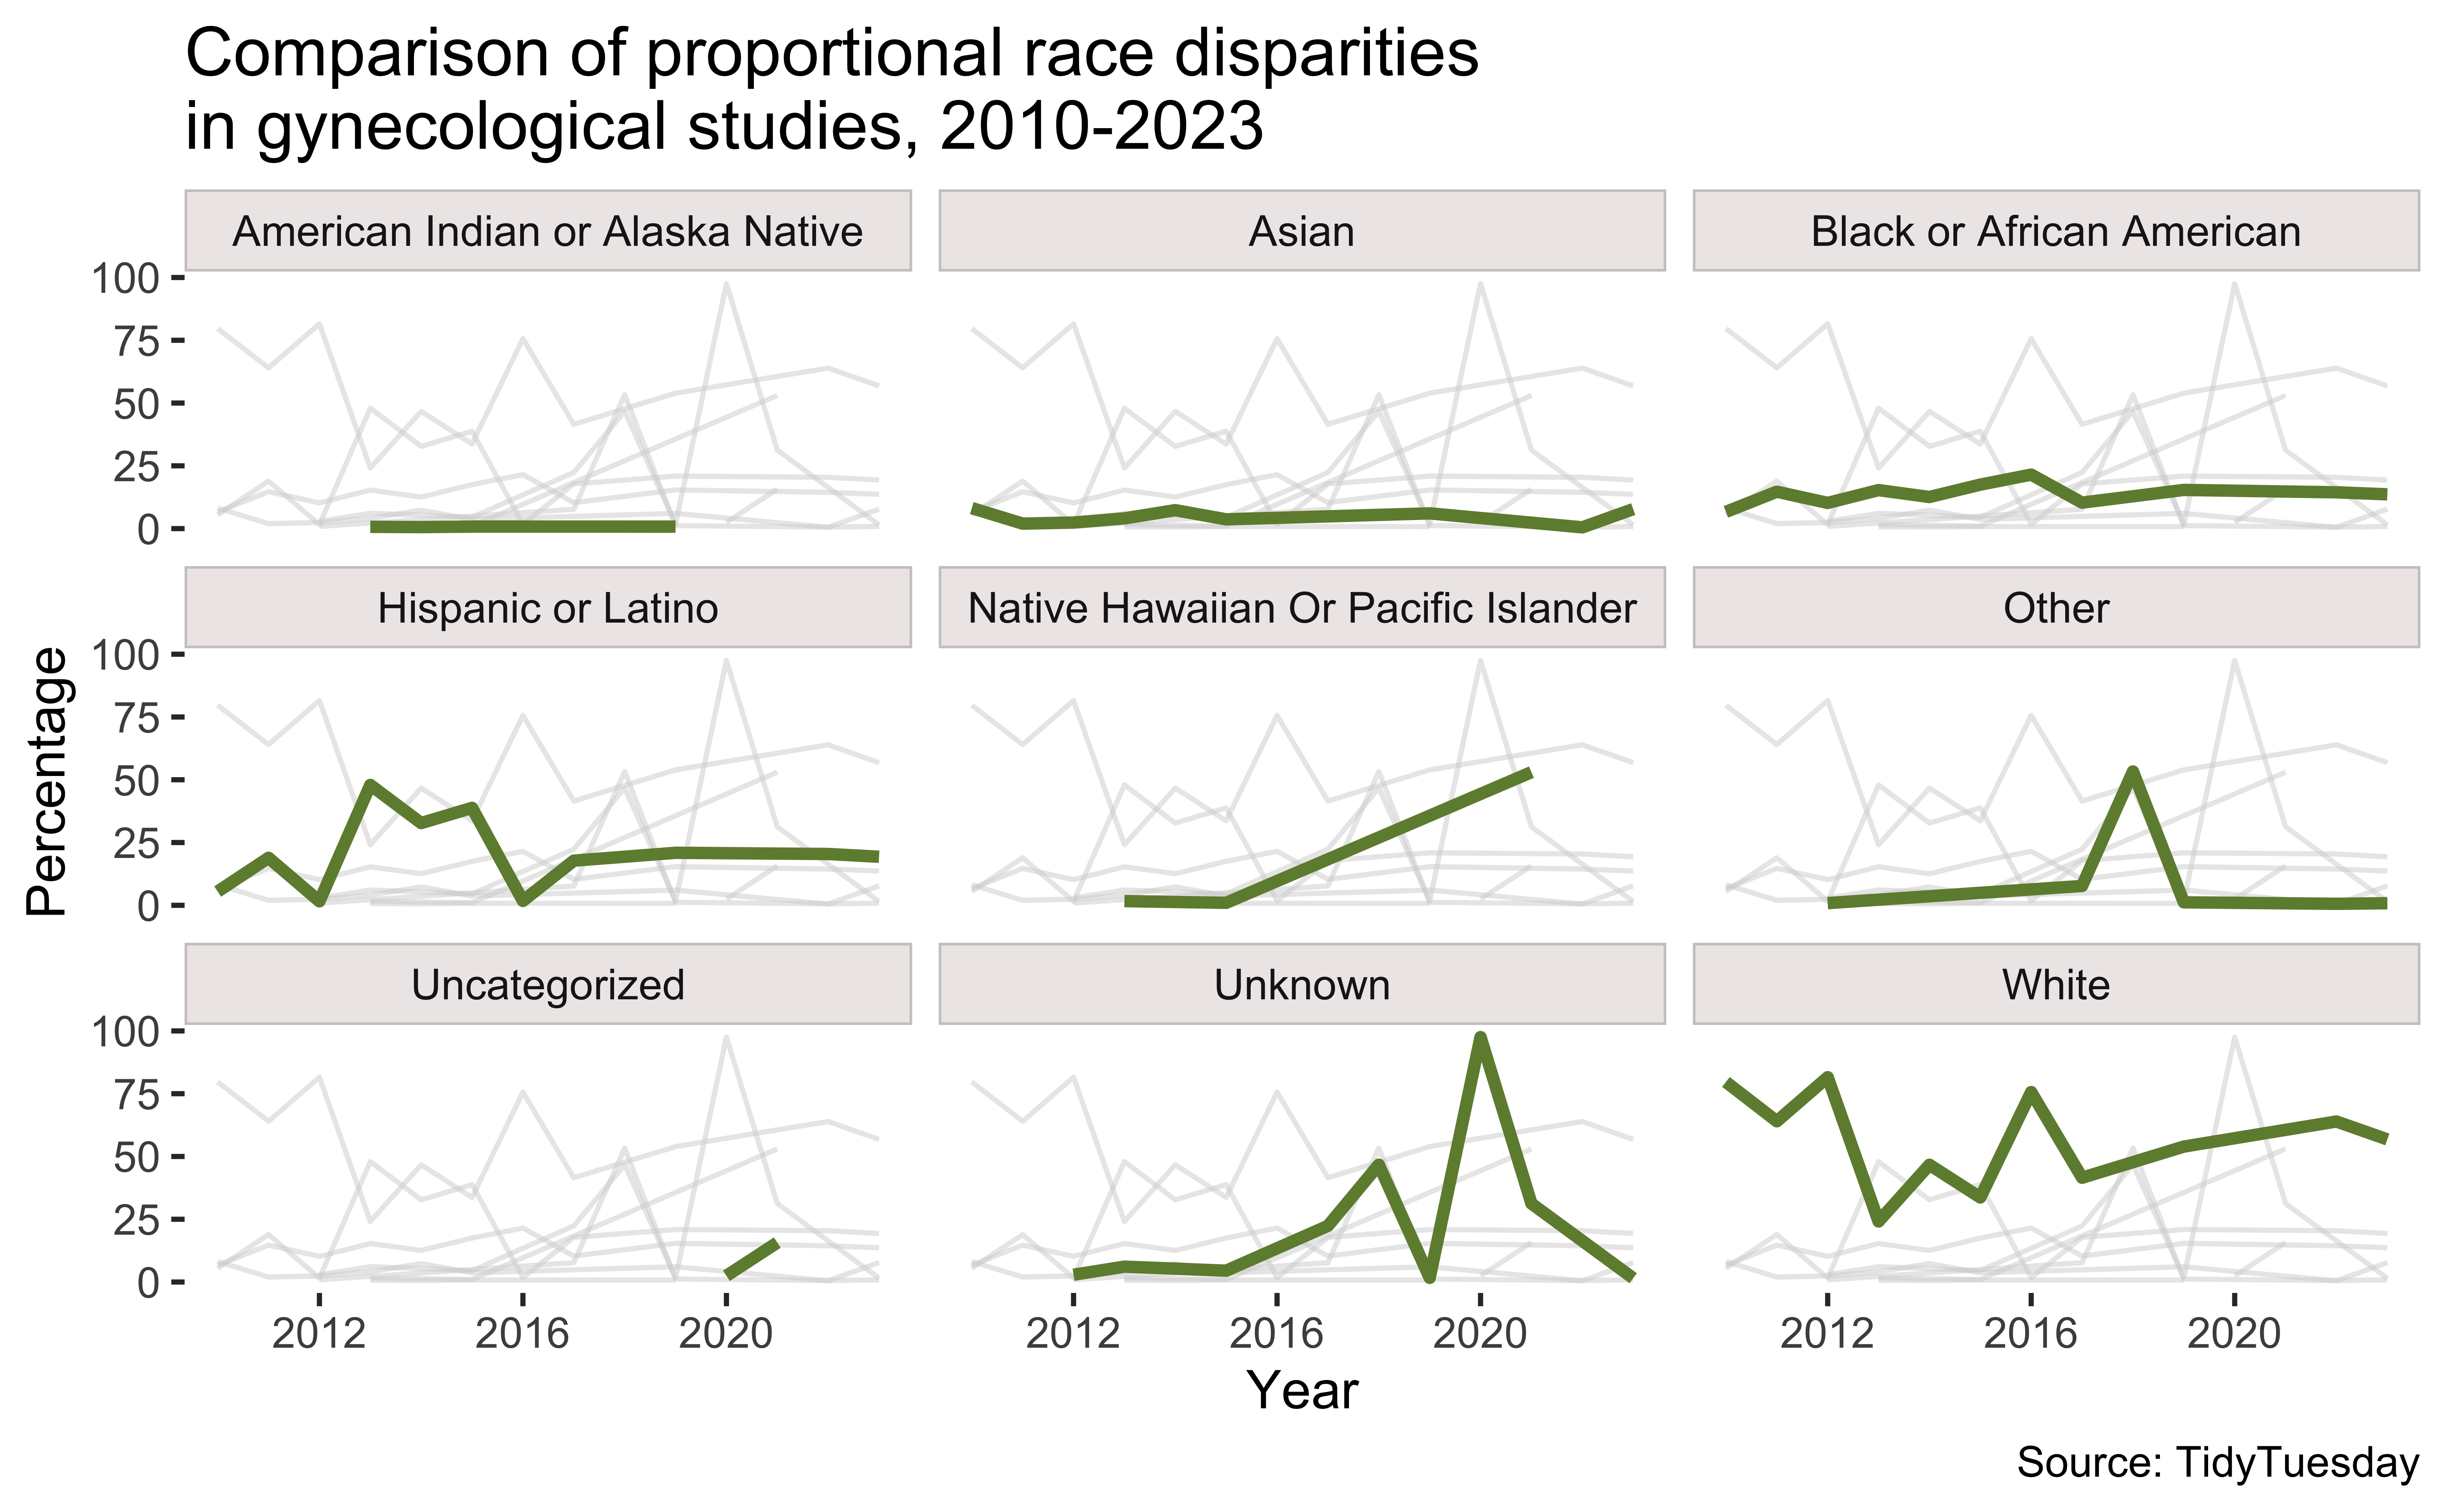 Comparison of proportional race disparities
in gynecological studies, 2010-2023
American Indian or Alaska Native
Asian
Black or African American
100
75
50
25
0
Hispanic or Latino
Native Hawaiian Or Pacific Islander
Other
100
75
50
25
0
Percentage
Uncategorized
Unknown
White
100
75
50
25
0
2012 2016 2020
2012 2016 2020
2012 2016 2020
Year
Source: TidyTuesday